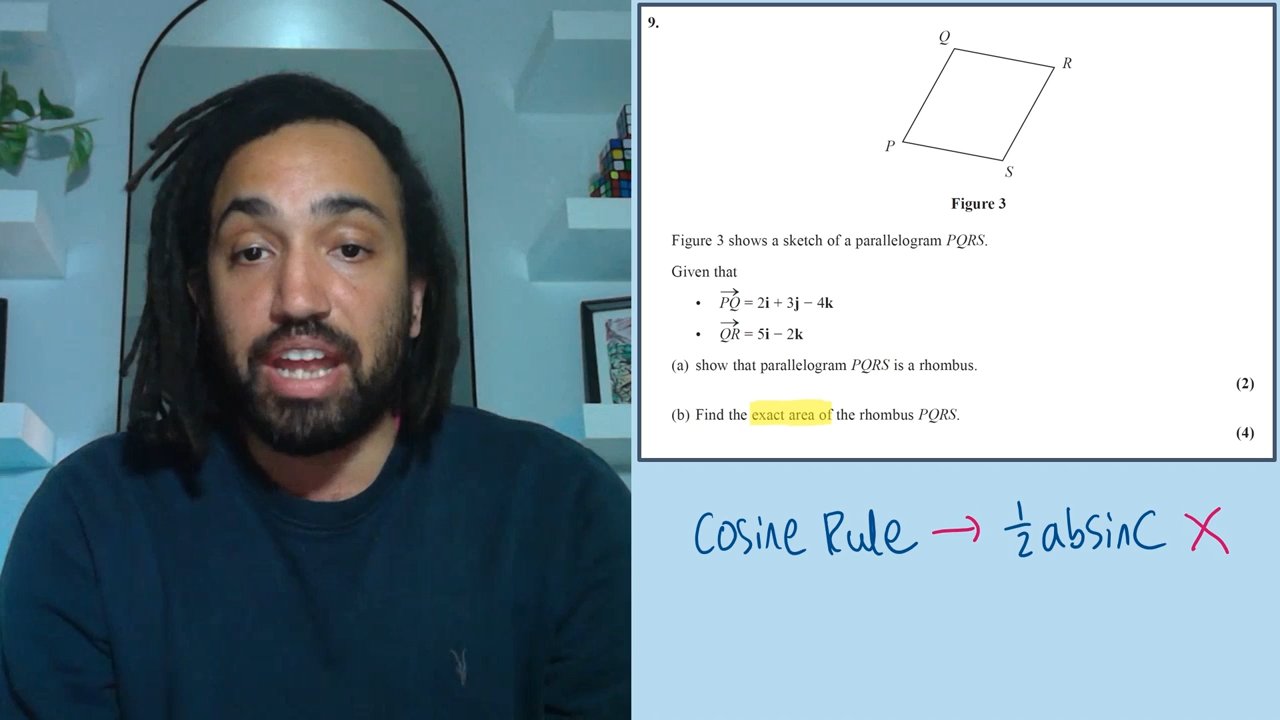 9.
Q
R
P
S
Figure 3
Figure 3 shows a sketch of a parallelogram PQRS.
Given that
• PQ⃗ = 2i + 3j − 4k
• QR⃗ = 5i − 2k
(a) show that parallelogram PQRS is a rhombus.
(2)
(b) Find the exact area of the rhombus PQRS.
(4)
Cosine Rule → ½ absinC X